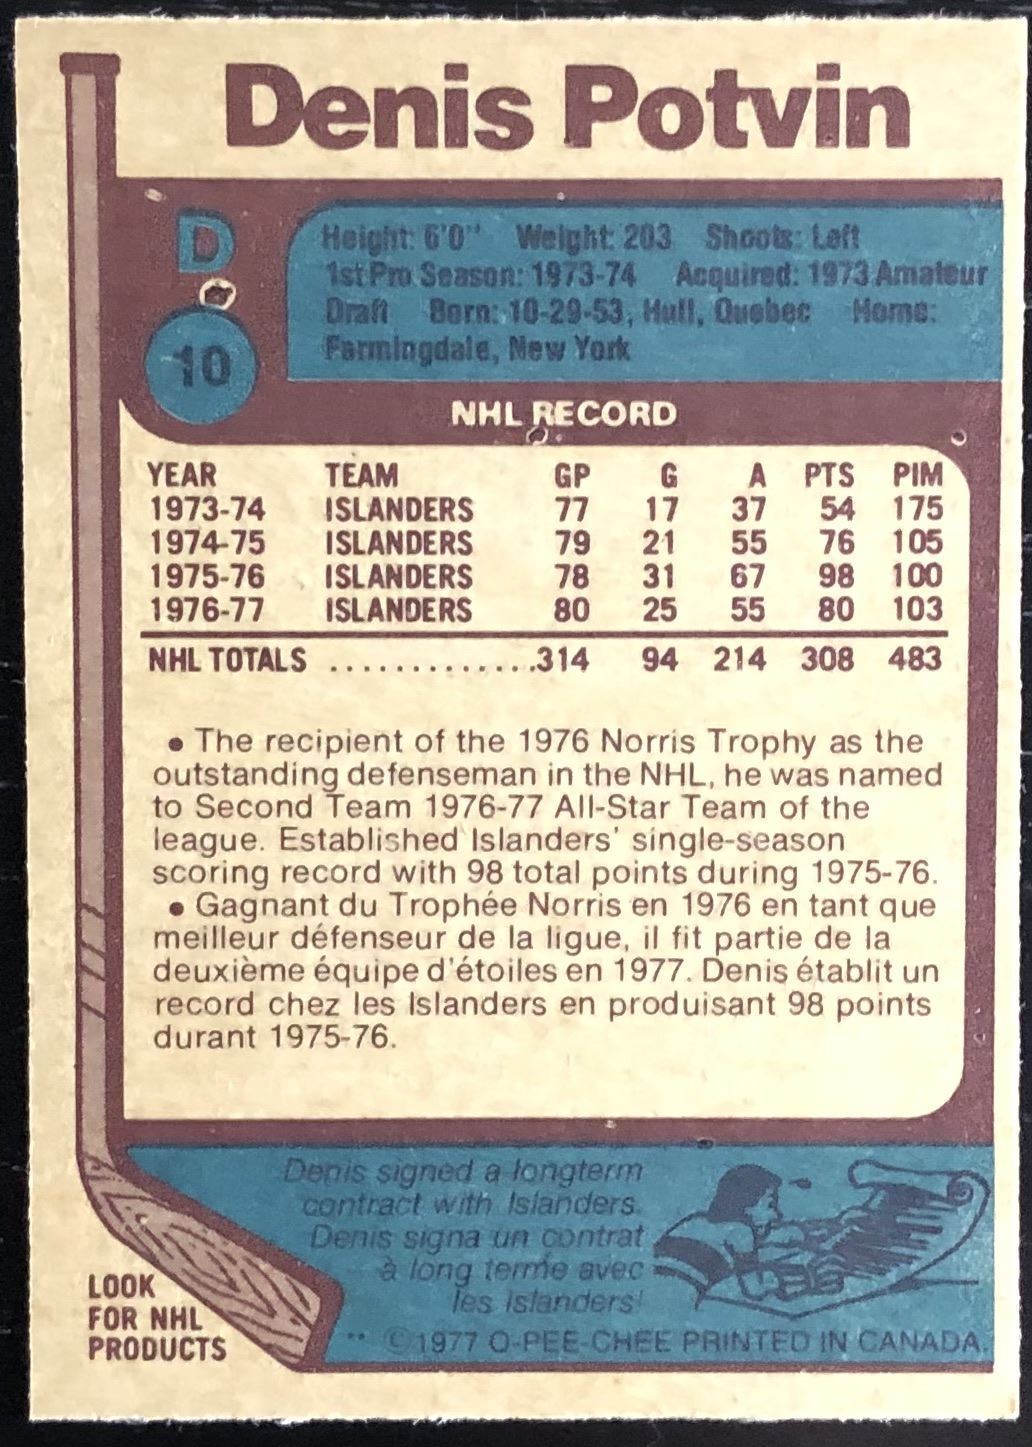 Denis Potvin
D
10
Height: 6'0" Weight: 203 Shoots: Left
1st Pro Season: 1973-74 Acquired: 1973 Amateur
Draft Born: 10-29-53, Hull, Quebec Home:
Farmingdale, New York
NHL RECORD
YEAR TEAM GP G A PTS PIM
1973-74 ISLANDERS 77 17 37 54 175
1974-75 ISLANDERS 79 21 55 76 105
1975-76 ISLANDERS 78 31 67 98 100
1976-77 ISLANDERS 80 25 55 80 103
NHL TOTALS ..............314 94 214 308 483
• The recipient of the 1976 Norris Trophy as the
outstanding defenseman in the NHL, he was named
to Second Team 1976-77 All-Star Team of the
league. Established Islanders' single-season
scoring record with 98 total points during 1975-76.
• Gagnant du Trophée Norris en 1976 en tant que
meilleur défenseur de la ligue, il fit partie de la
deuxième équipe d'étoiles en 1977. Denis établit un
record chez les Islanders en produisant 98 points
durant 1975-76.
Denis signed a longterm
contract with Islanders.
Denis signa un contrat
à long terme avec
les Islanders!
LOOK
FOR NHL
PRODUCTS
** ©1977 O-PEE-CHEE PRINTED IN CANADA.